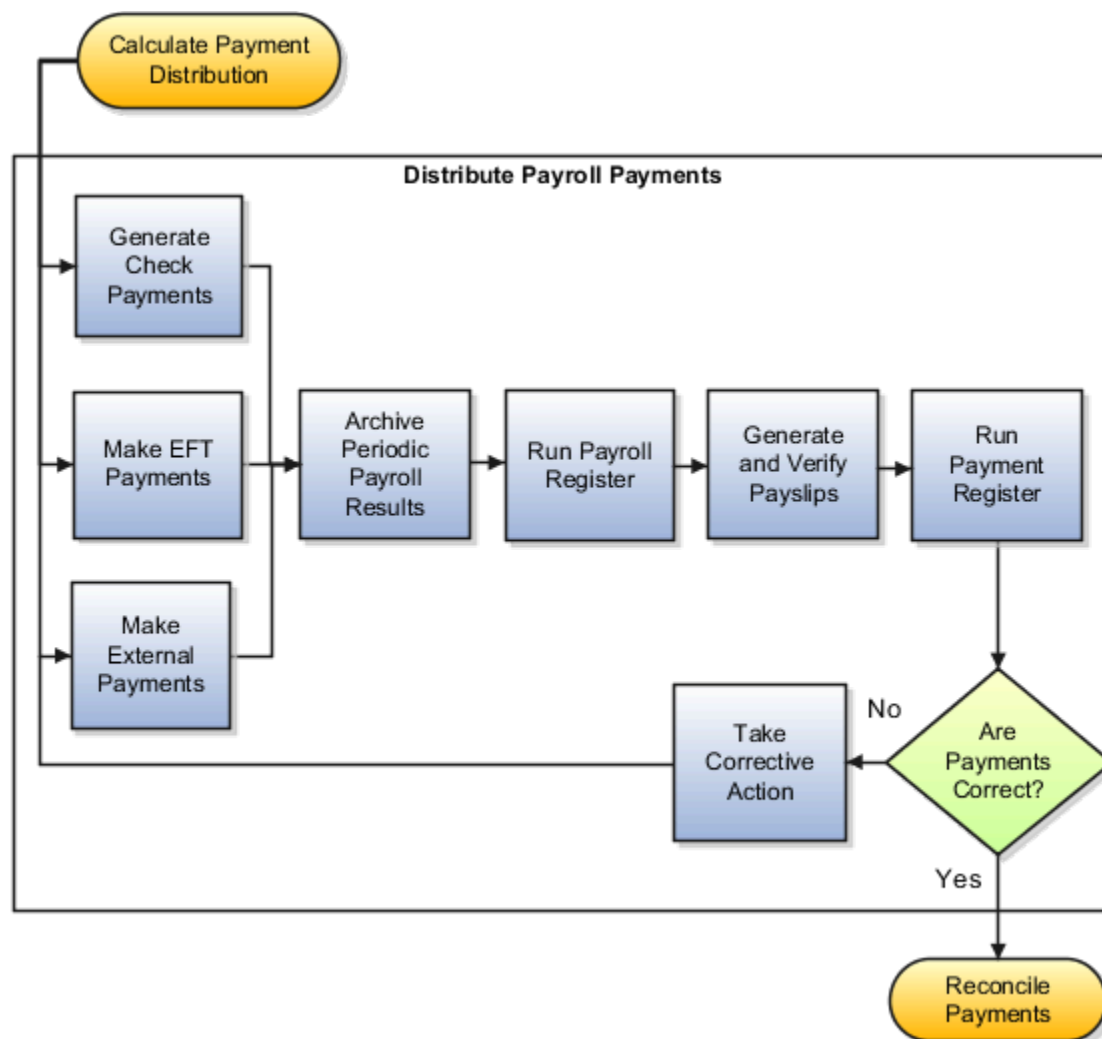 Calculate Payment
Distribution
Distribute Payroll Payments
Generate
Check
Payments
Make EFT
Payments
Make
External
Payments
Archive
Periodic
Payroll
Results
Run Payroll
Register
Generate
and Verify
Payslips
Run
Payment
Register
Are
Payments
Correct?
No
Take
Corrective
Action
Yes
Reconcile
Payments